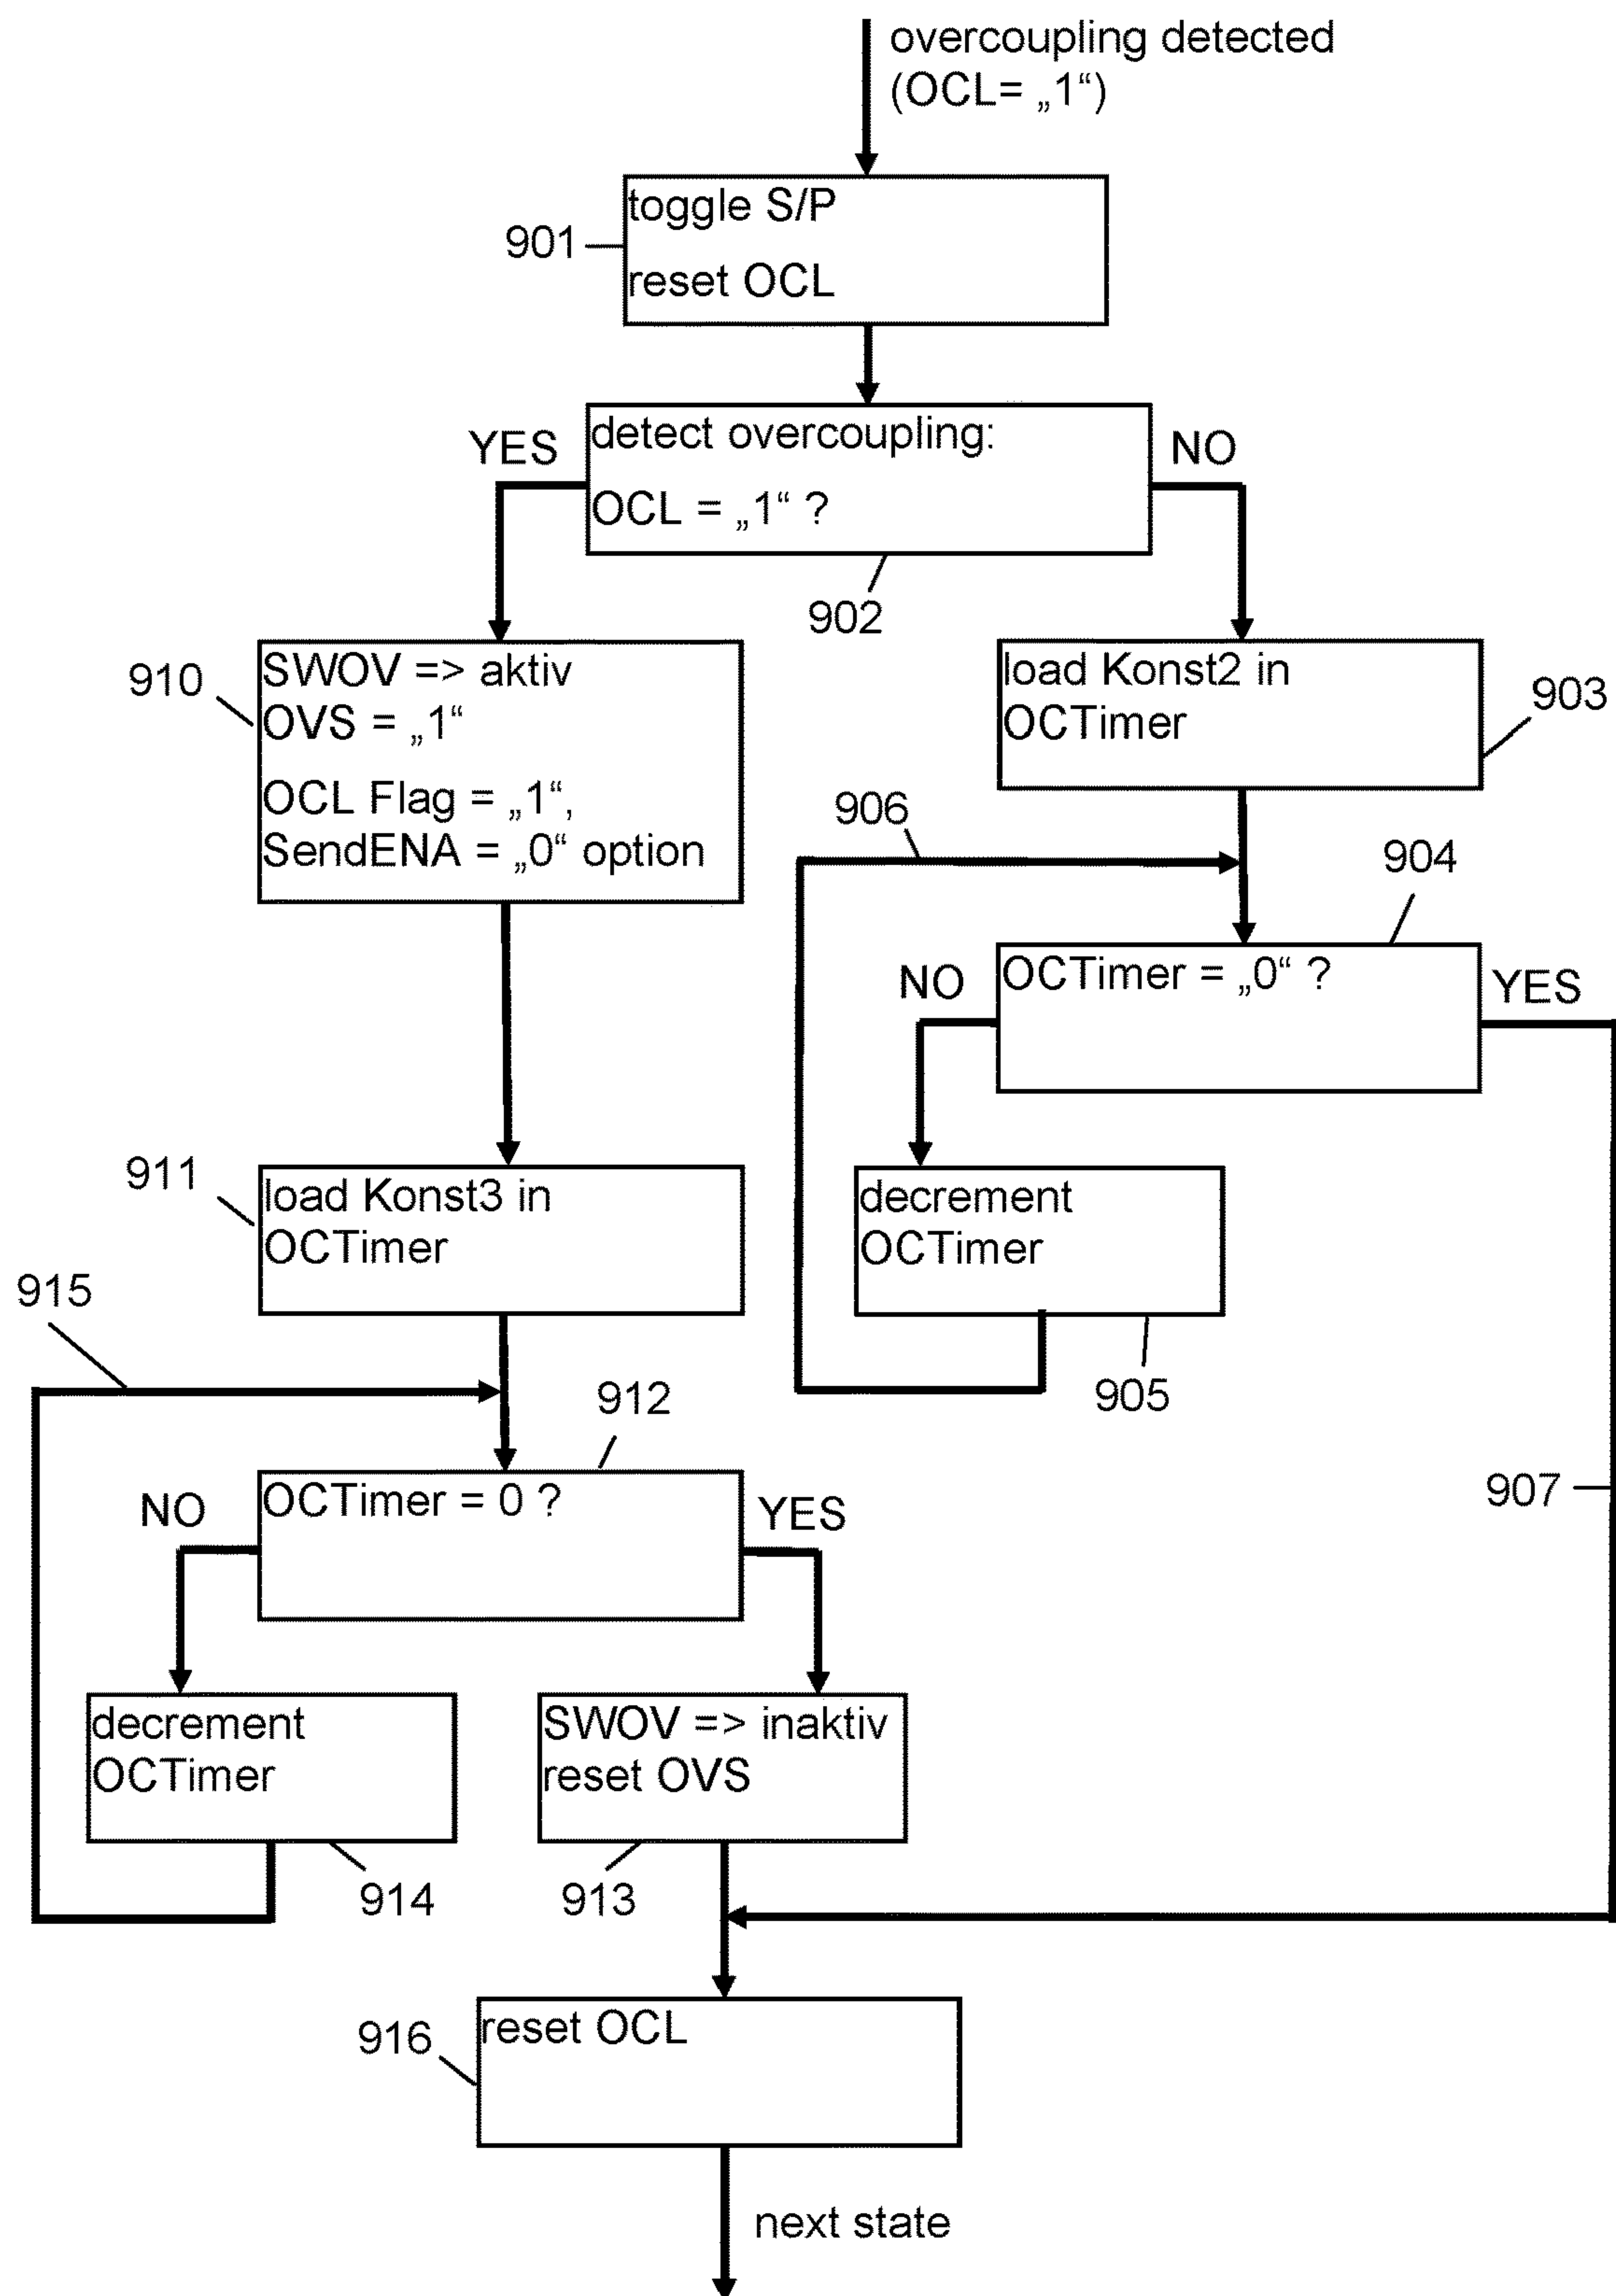 overcoupling detected
(OCL= „1“)
toggle S/P
reset OCL
901
detect overcoupling:
OCL = „1“ ?
YES
NO
902
SWOV => aktiv
OVS = „1“
OCL Flag = „1“,
SendENA = „0“ option
910
load Konst2 in
OCTimer
903
906
904
OCTimer = „0“ ?
NO
YES
911
load Konst3 in
OCTimer
decrement
OCTimer
905
915
912
907
OCTimer = 0 ?
NO
YES
decrement
OCTimer
914
SWOV => inaktiv
reset OVS
913
reset OCL
916
next state